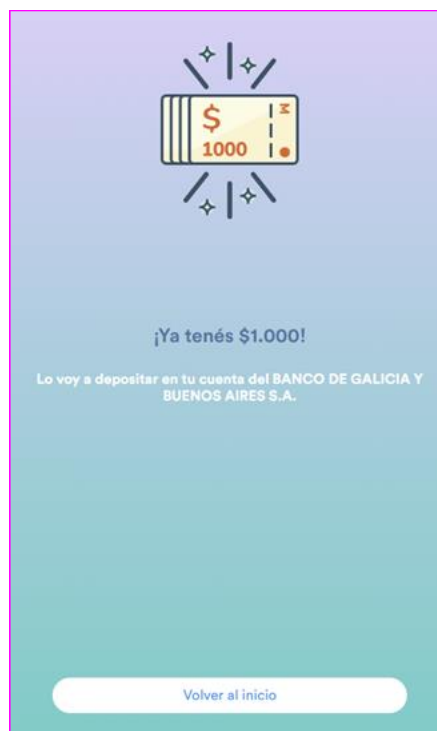 $
1000
¡Ya tenés $1.000!
Lo voy a depositar en tu cuenta del BANCO DE GALICIA Y
BUENOS AIRES S.A.
Volver al inicio